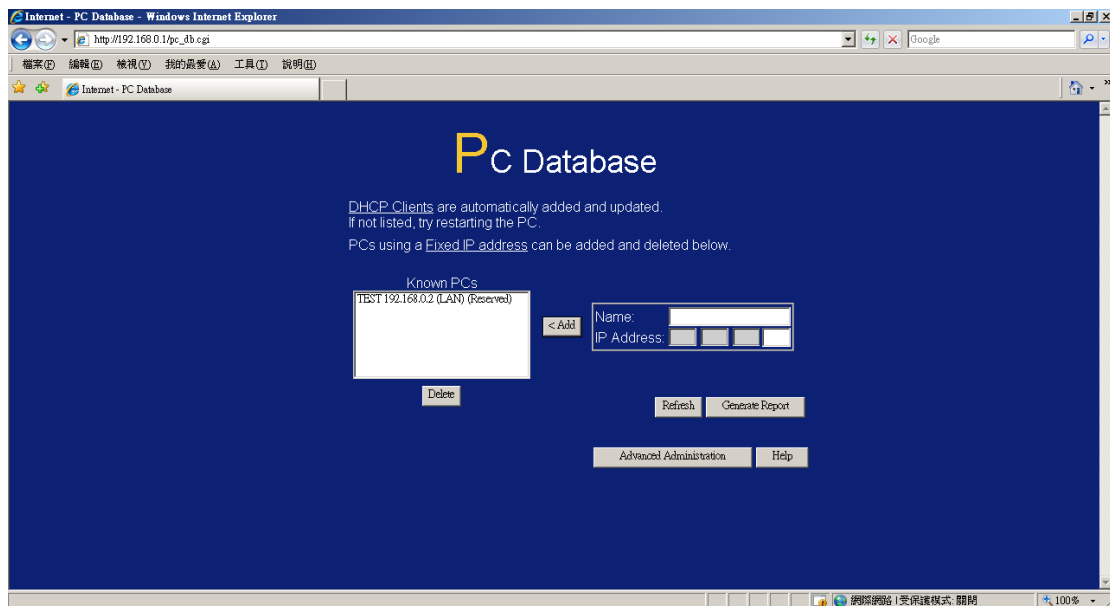 Internet - PC Database - Windows Internet Explorer
http://192.168.0.1/pc_db.cgi
Google
檔案(F) 編輯(E) 檢視(V) 我的最愛(A) 工具(T) 說明(H)
Internet - PC Database
PC Database
DHCP Clients are automatically added and updated.
If not listed, try restarting the PC.
PCs using a Fixed IP address can be added and deleted below.
Known PCs
TEST 192.168.0.2 (LAN) (Reserved)
< Add
Name:
IP Address:
Delete
Refresh Generate Report
Advanced Administration Help
網際網路 | 受保護模式: 關閉 100%